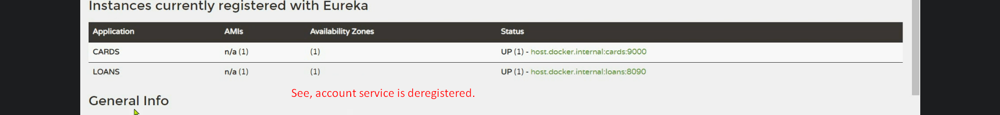 Instances currently registered with Eureka
Application AMIs Availability Zones Status
CARDS n/a (1) (1) UP (1) - host.docker.internal:cards:9000
LOANS n/a (1) (1) UP (1) - host.docker.internal:loans:8090
See, account service is deregistered.
General Info